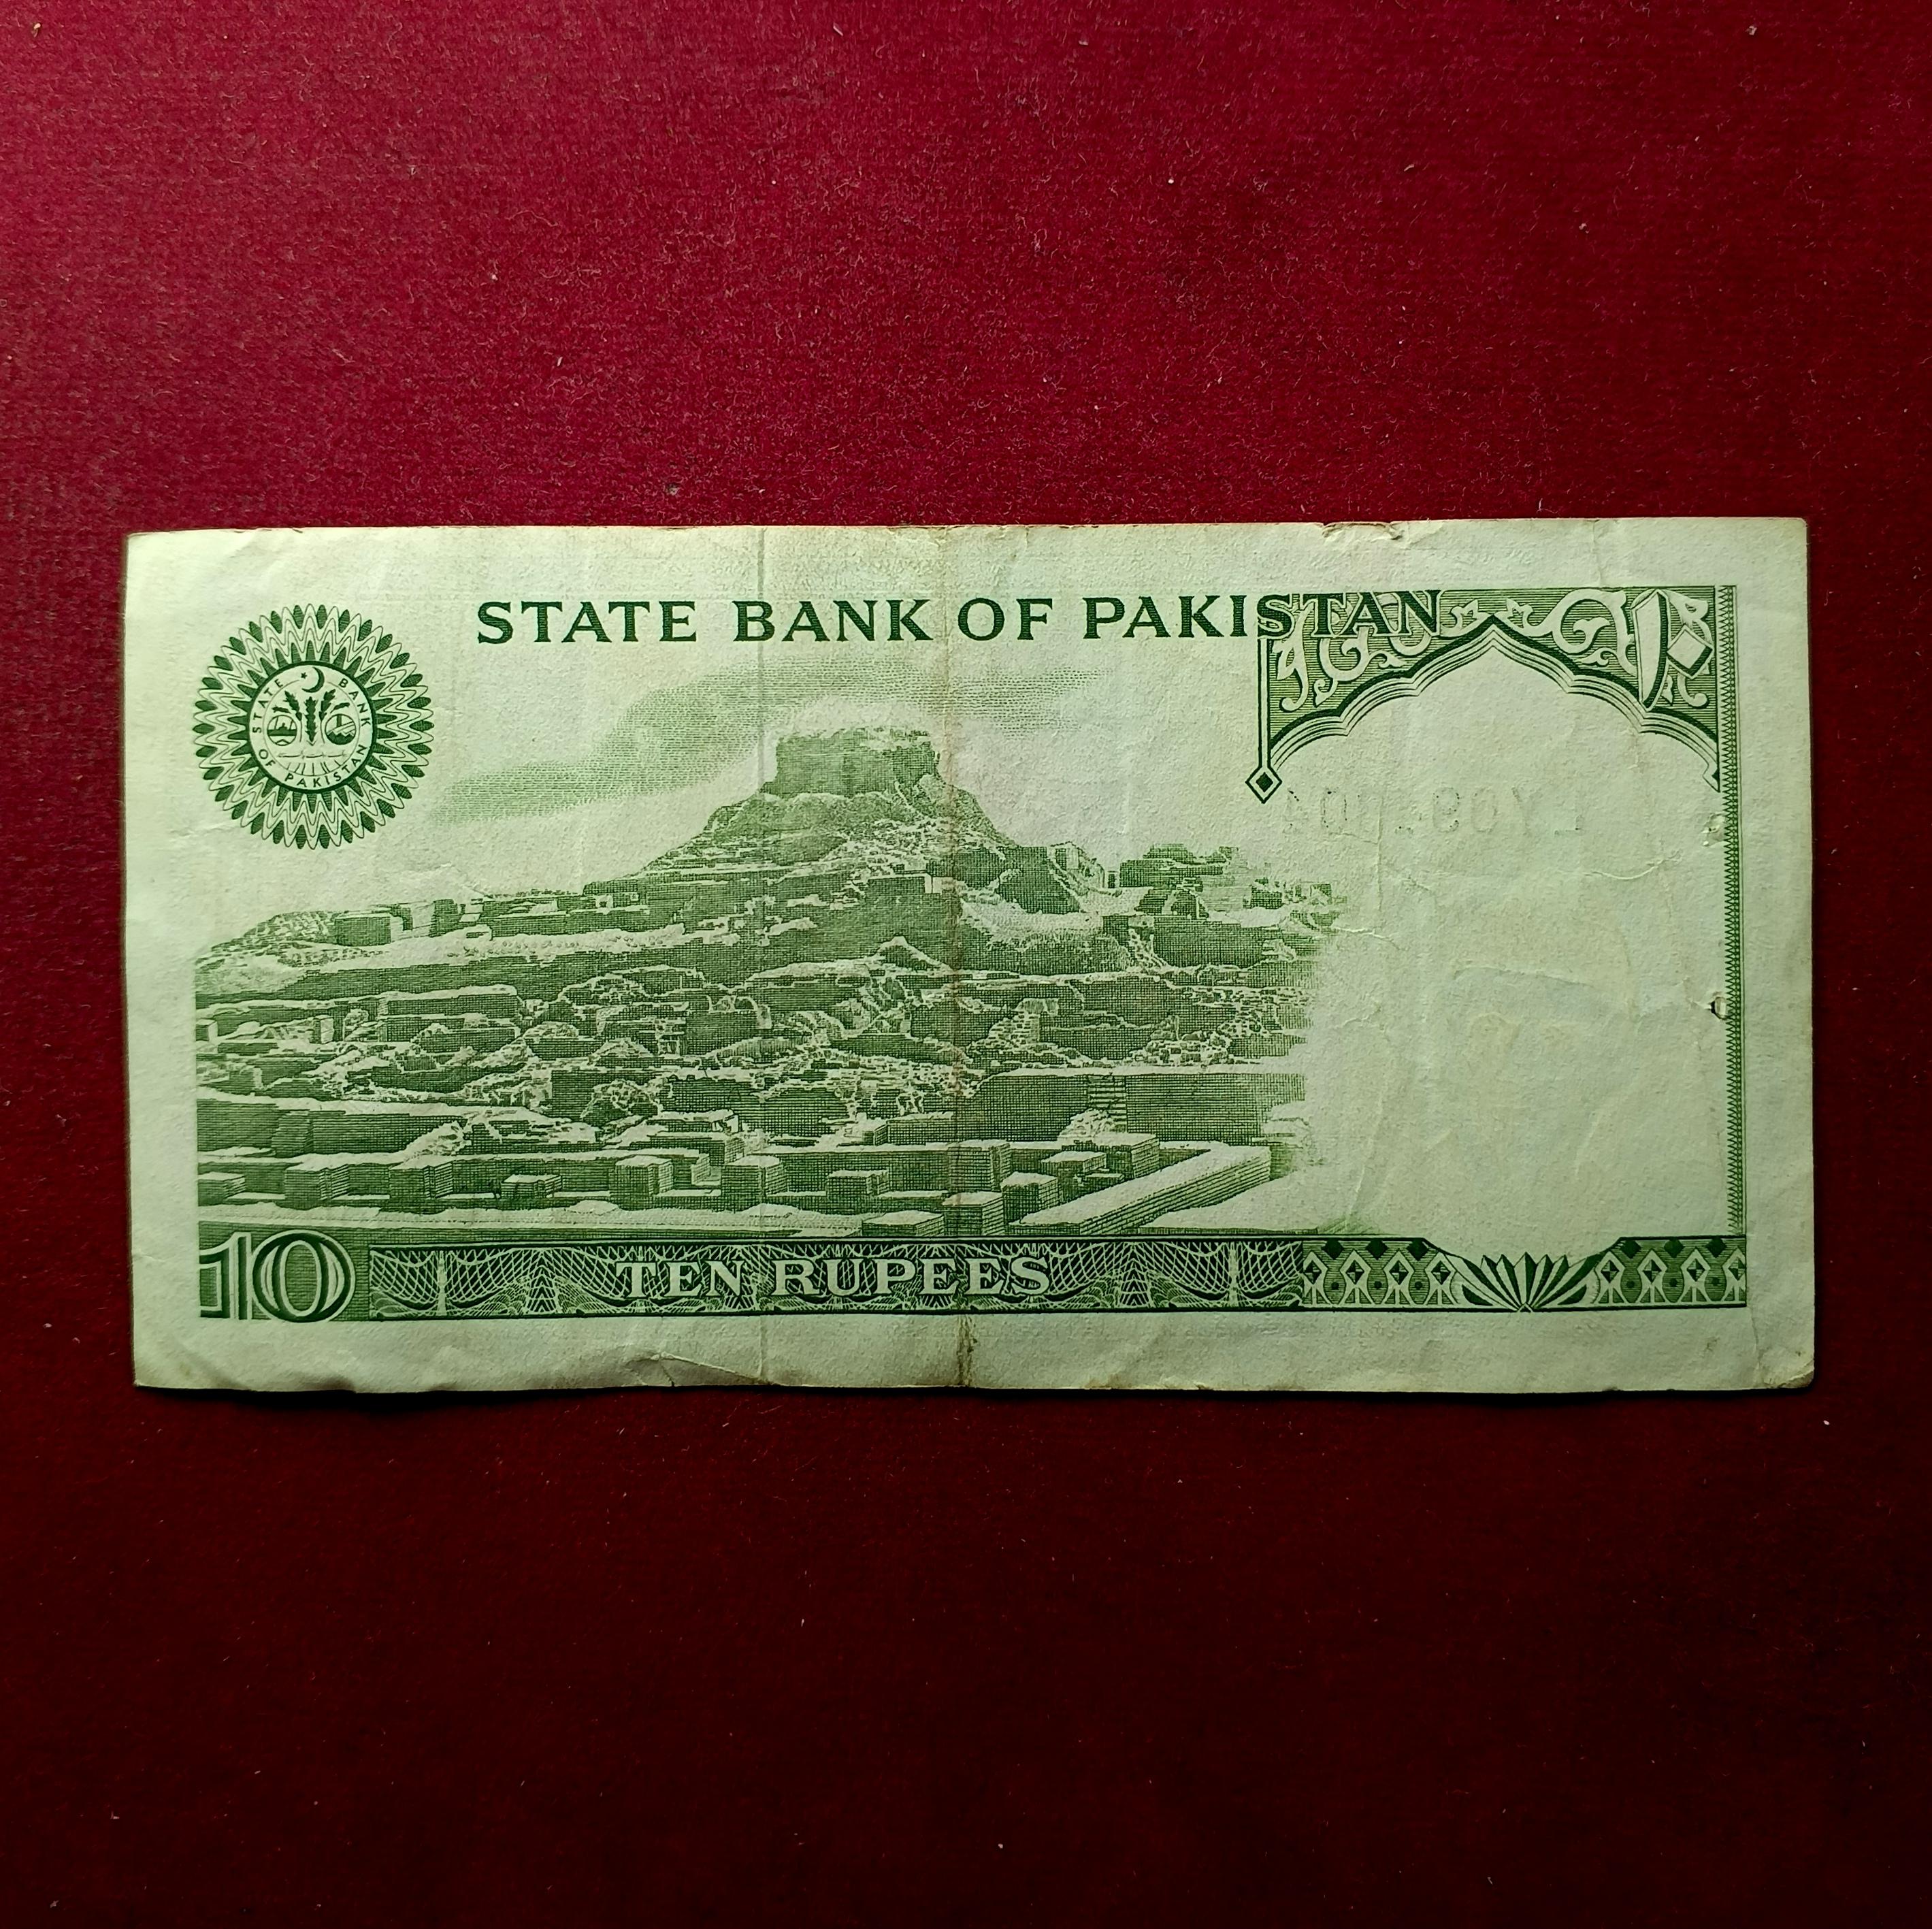 STATE BANK OF PAKISTAN
STATE BANK OF PAKISTAN
10
TEN RUPEES